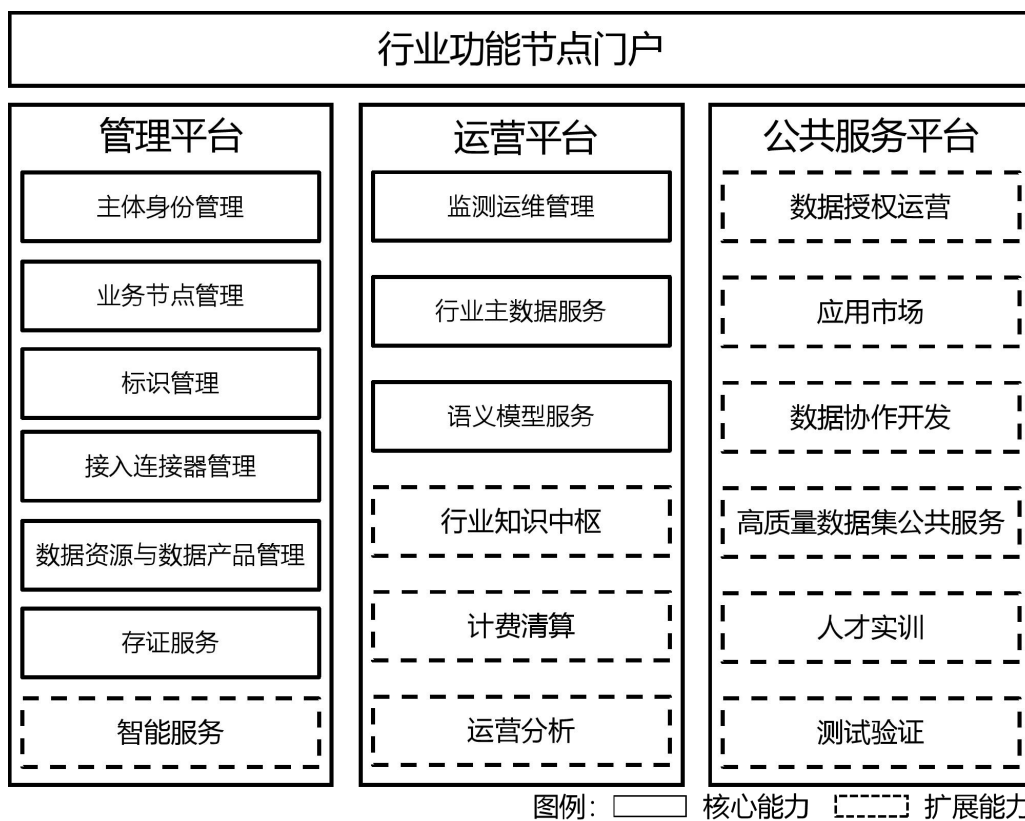 行业功能节点门户
管理平台
主体身份管理
业务节点管理
标识管理
接入连接器管理
数据资源与数据产品管理
存证服务
智能服务
运营平台
监测运维管理
行业主数据服务
语义模型服务
行业知识中枢
计费清算
运营分析
公共服务平台
数据授权运营
应用市场
数据协作开发
高质量数据集公共服务
人才实训
测试验证
图例： 核心能力 扩展能力